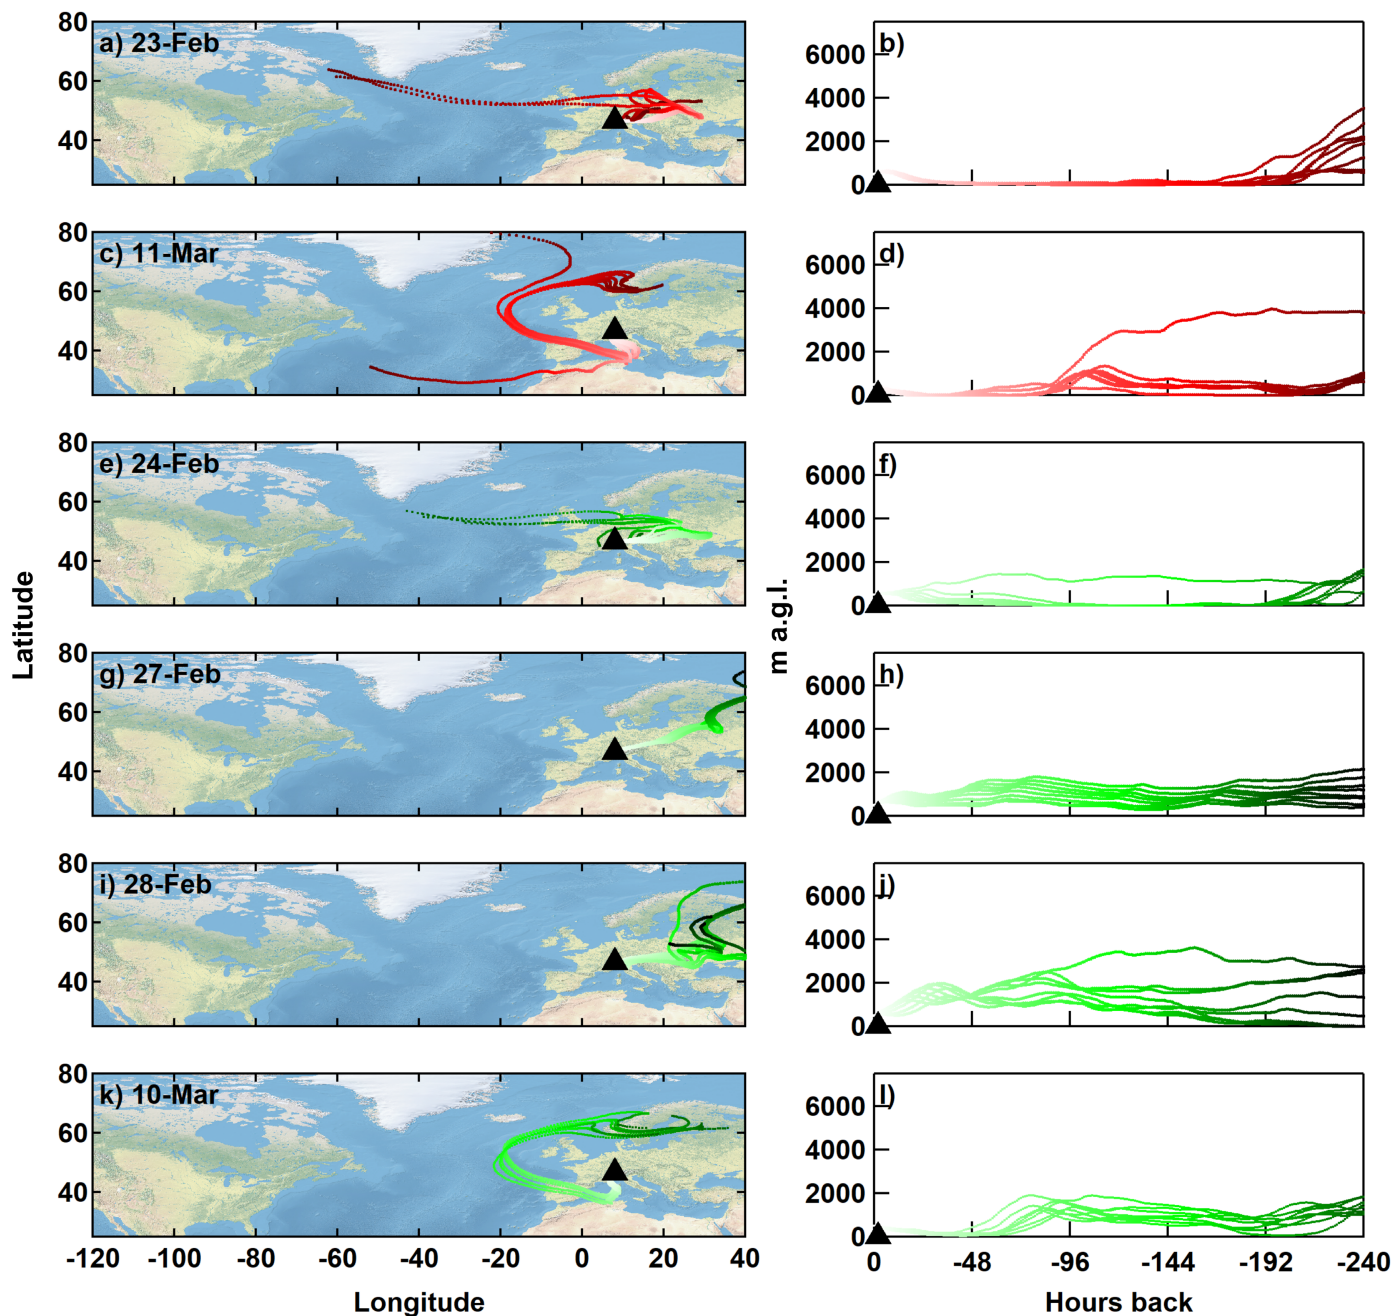 80
60
40
a) 23-Feb
6000
4000
2000
0
b)
80
60
40
c) 11-Mar
6000
4000
2000
0
d)
80
60
40
e) 24-Feb
6000
4000
2000
0
f)
Latitude
m a.g.l.
80
60
40
g) 27-Feb
6000
4000
2000
0
h)
80
60
40
i) 28-Feb
6000
4000
2000
0
j)
80
60
40
k) 10-Mar
6000
4000
2000
0
l)
-120 -100 -80 -60 -40 -20 0 20 40
0 -48 -96 -144 -192 -240
Longitude
Hours back